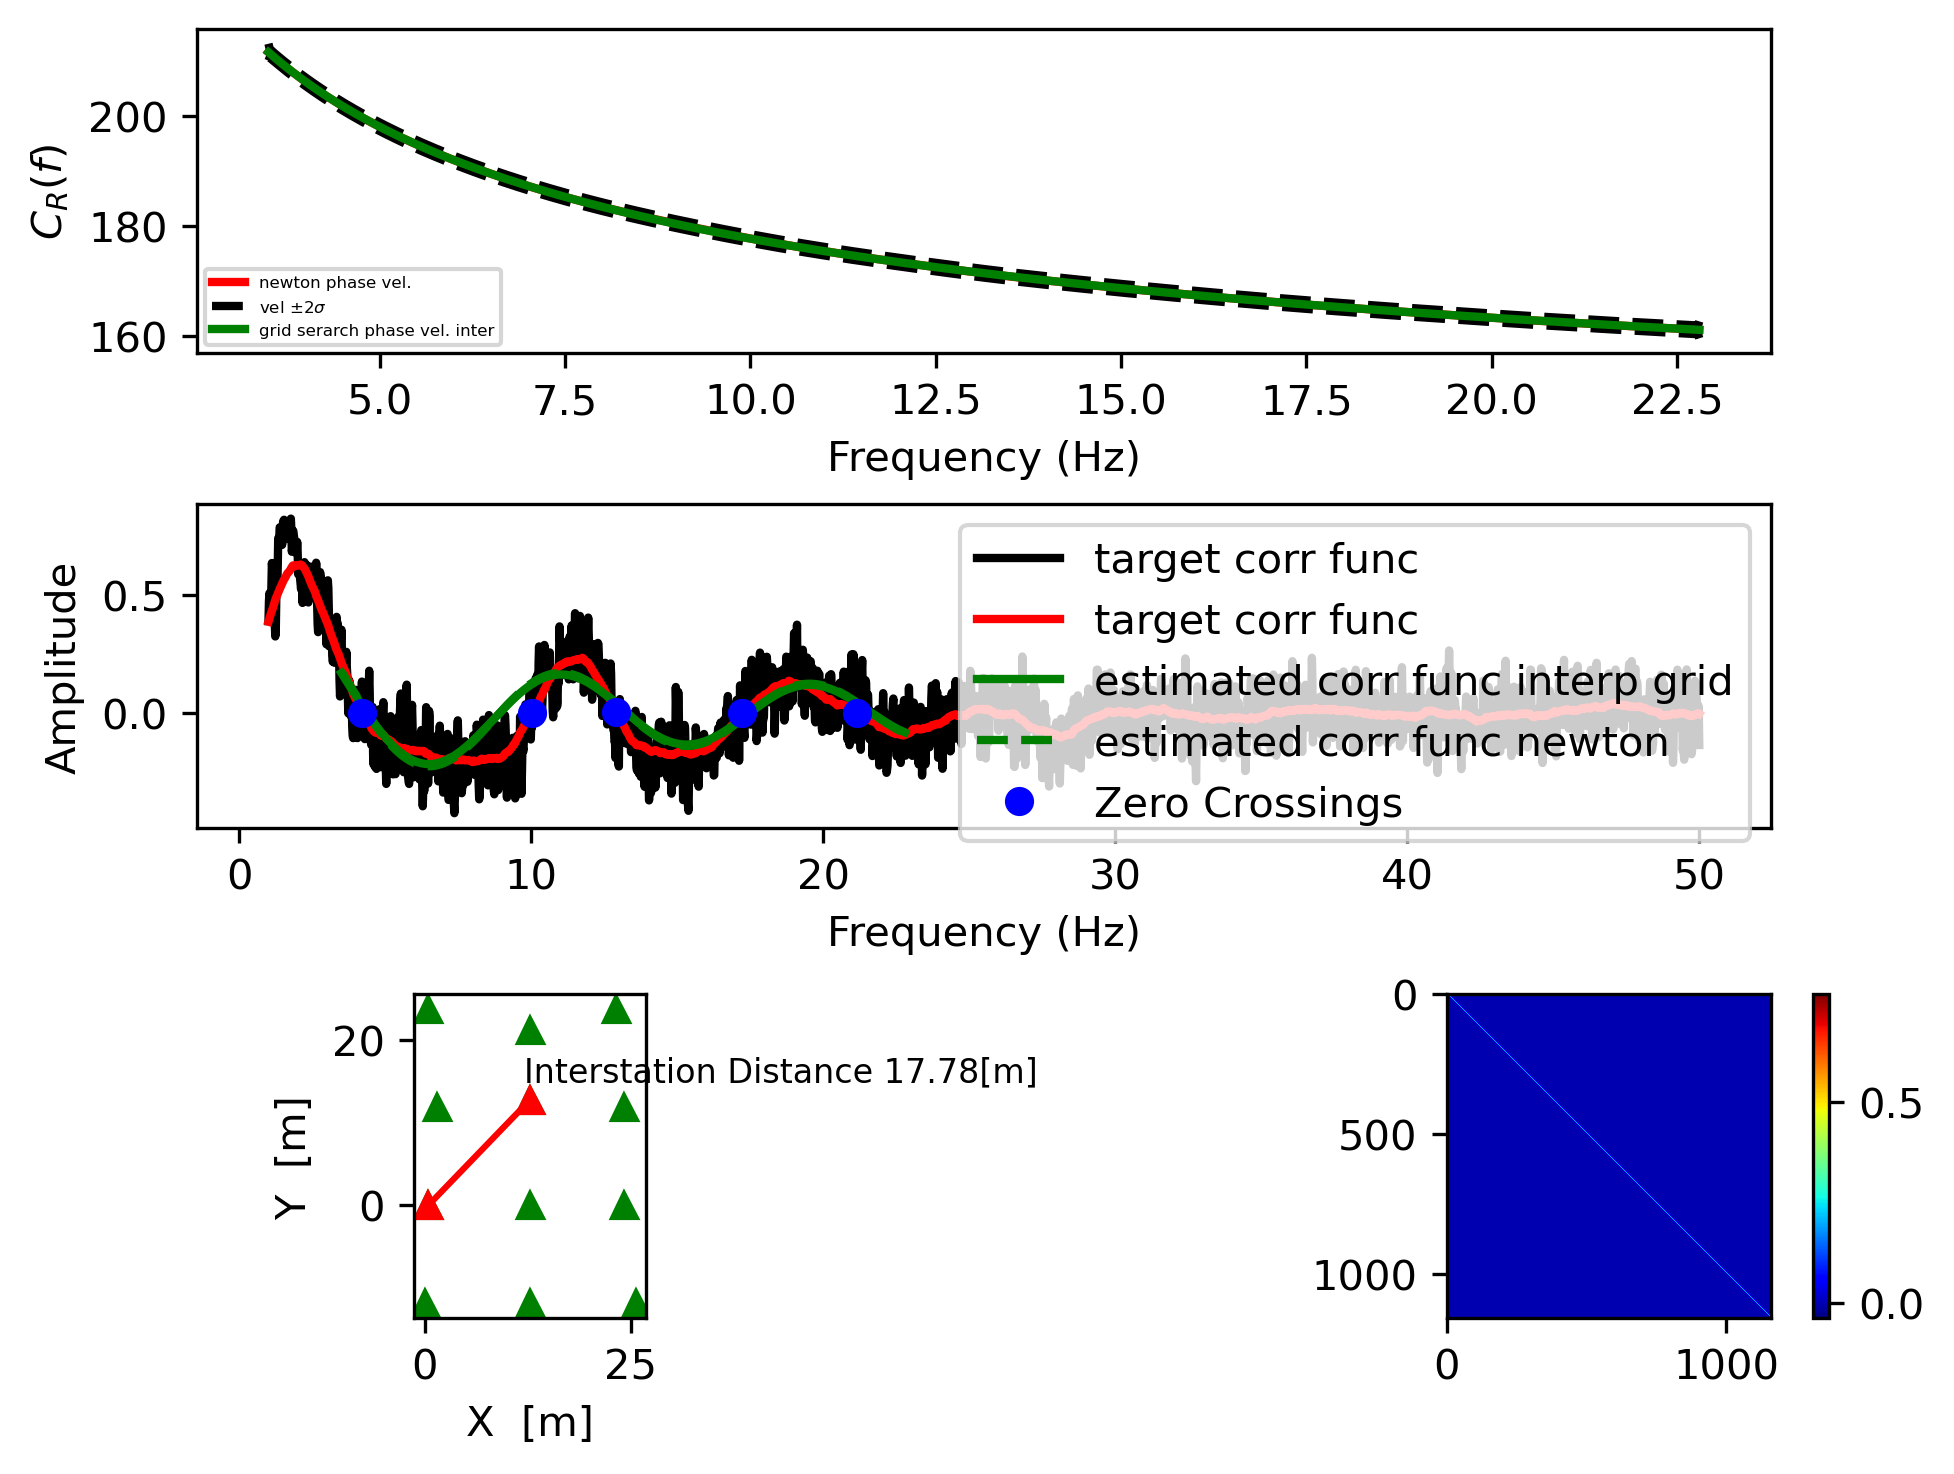 200
180
160
C_R(f)
newton phase vel.
vel ±2σ
grid serarch phase vel. inter
5.0 7.5 10.0 12.5 15.0 17.5 20.0 22.5
Frequency (Hz)
0.5
0.0
Amplitude
target corr func
target corr func
estimated corr func interp grid
estimated corr func newton
Zero Crossings
0 10 20 30 40 50
Frequency (Hz)
20
0
Y [m]
Interstation Distance 17.78[m]
0 25
X [m]
0
500
1000
0 1000
0.5
0.0